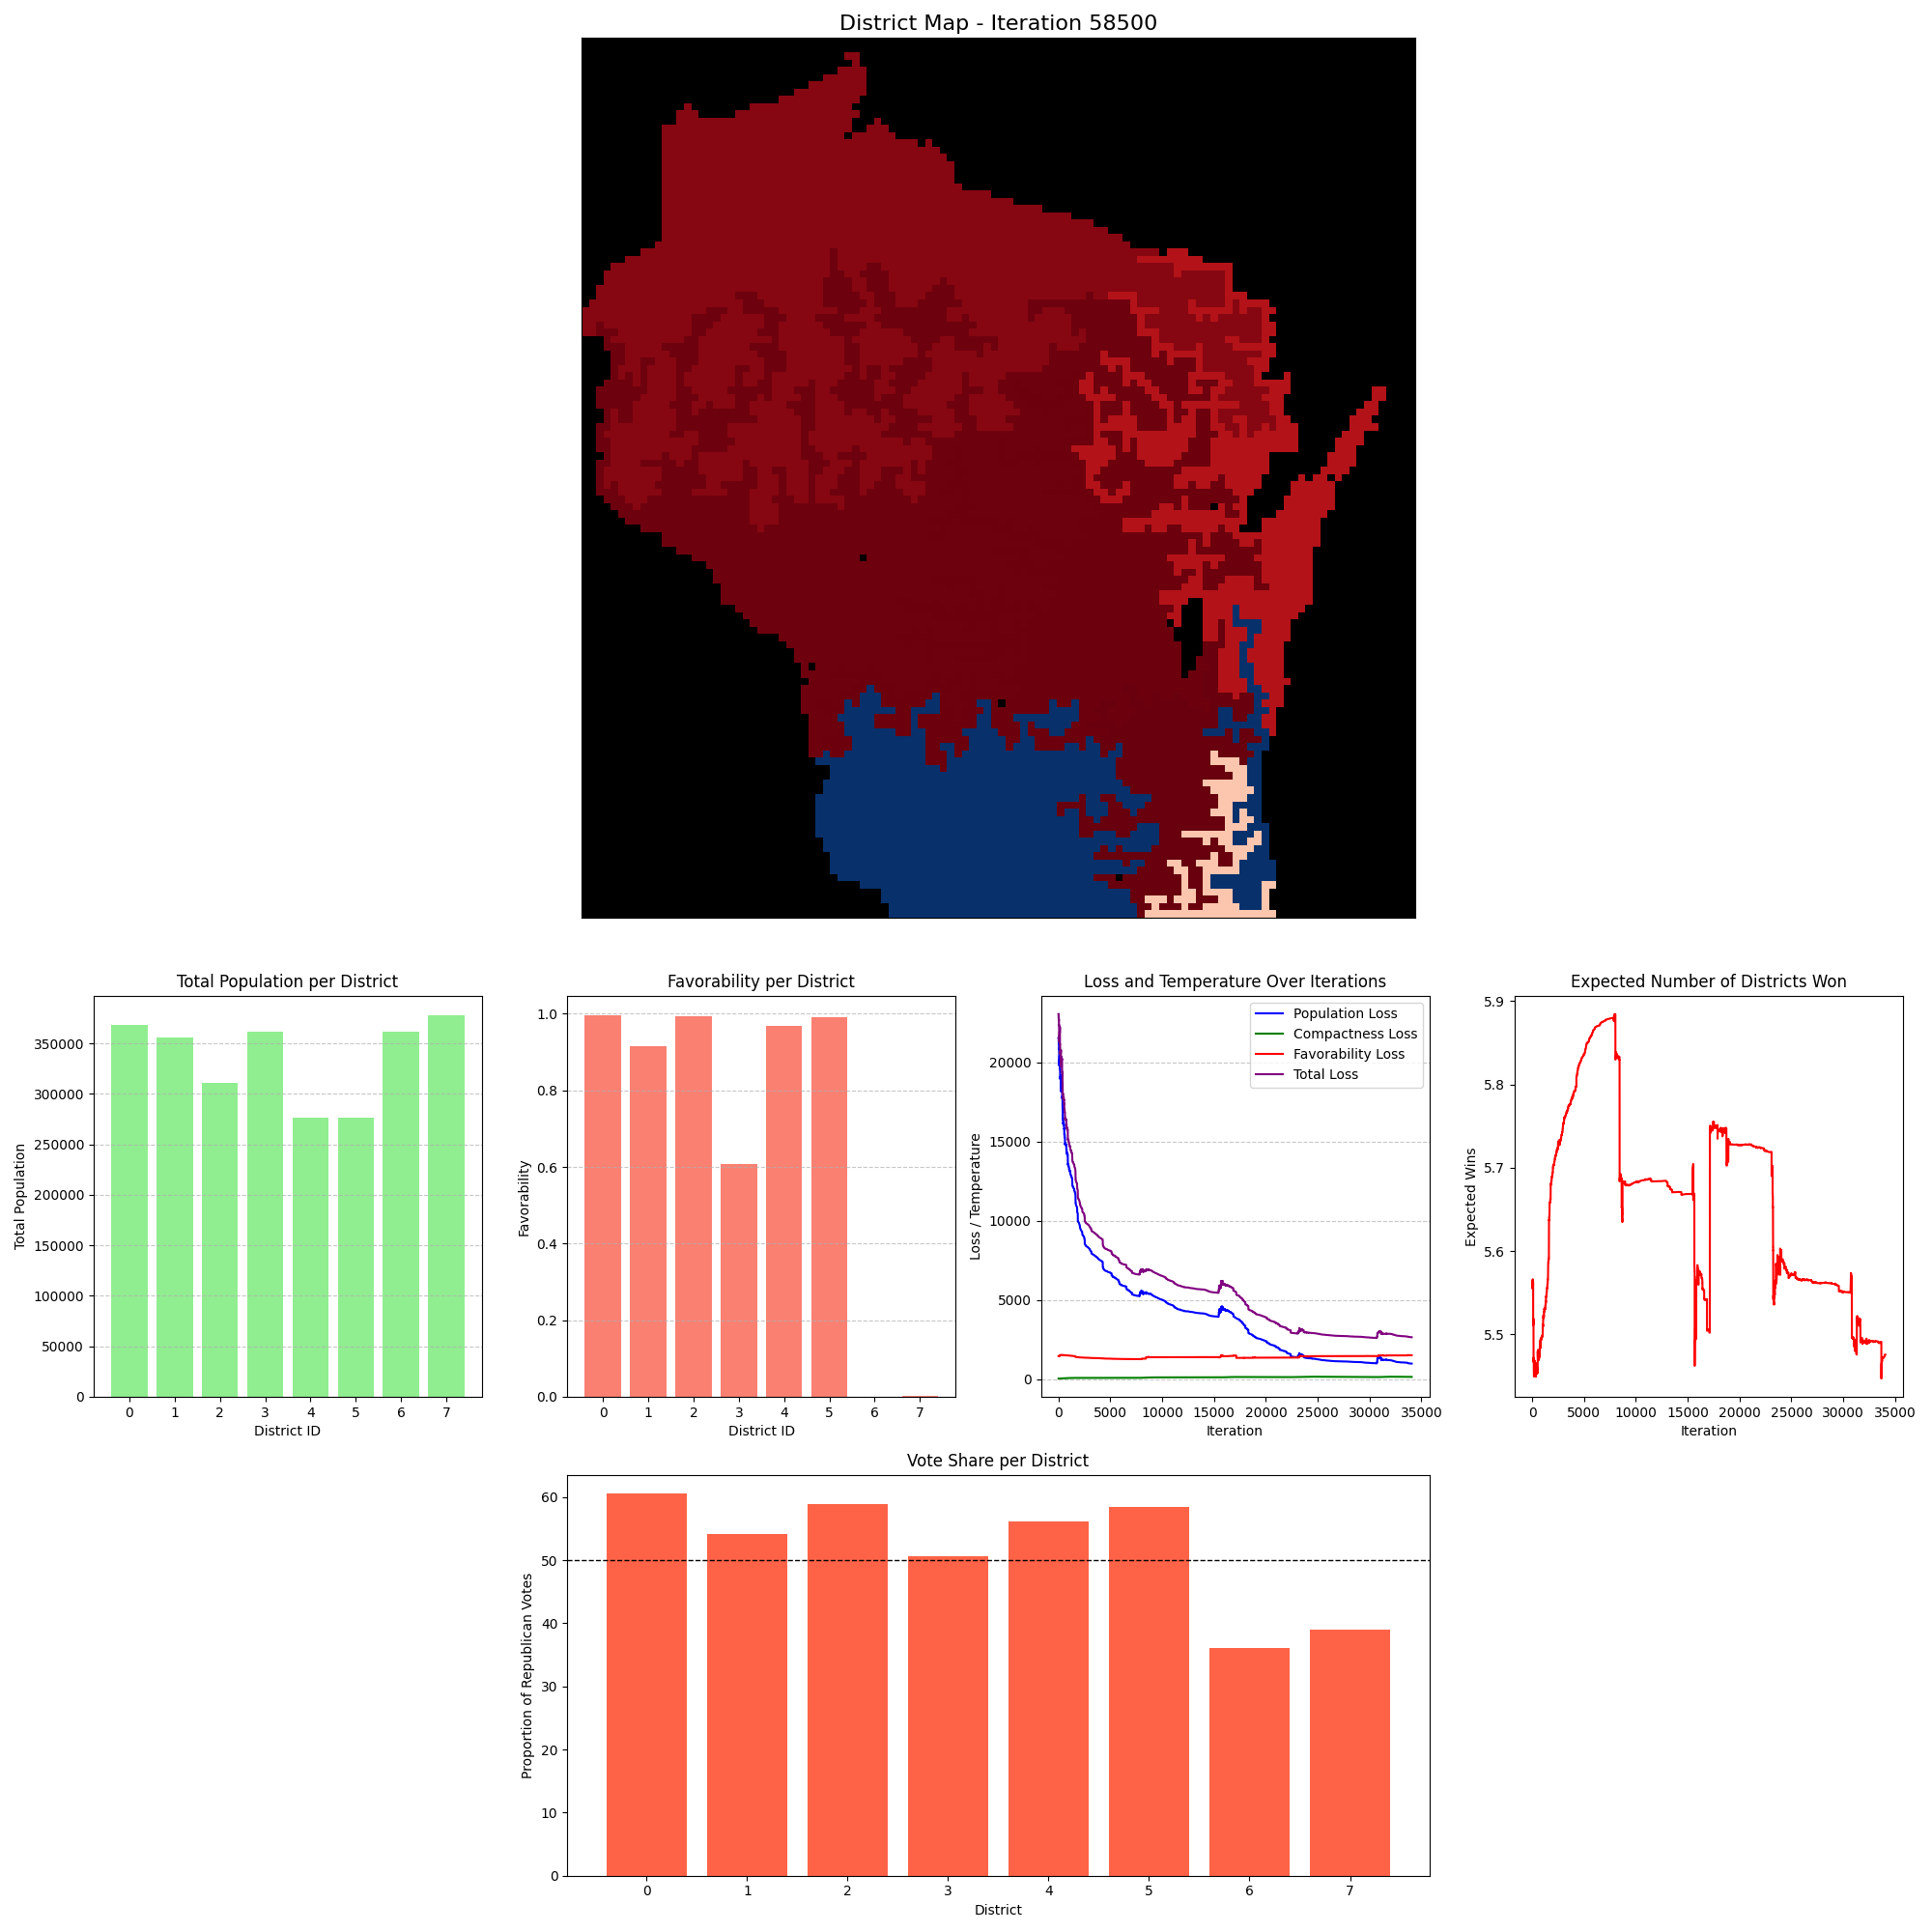 District Map - Iteration 58500
Total Population per District
Total Population
350000
300000
250000
200000
150000
100000
50000
0
0 1 2 3 4 5 6 7
District ID
Favorability per District
Favorability
1.0
0.8
0.6
0.4
0.2
0.0
0 1 2 3 4 5 6 7
District ID
Loss and Temperature Over Iterations
Loss / Temperature
Population Loss
Compactness Loss
Favorability Loss
Total Loss
20000
15000
10000
5000
0
0 5000 10000 15000 20000 25000 30000 35000
Iteration
Expected Number of Districts Won
Expected Wins
5.9
5.8
5.7
5.6
5.5
0 5000 10000 15000 20000 25000 30000 35000
Iteration
Vote Share per District
Proportion of Republican Votes
60
50
40
30
20
10
0
0 1 2 3 4 5 6 7
District